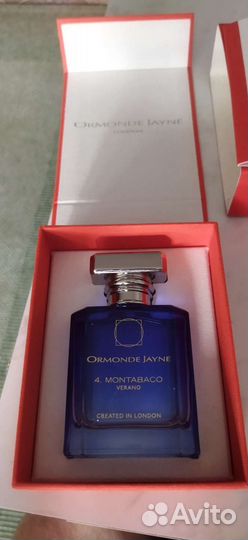 ORMONDE JAYNE
LONDON
ORMONDE JAYNE
4. MONTABACO
VERANO
CREATED IN LONDON
Avito